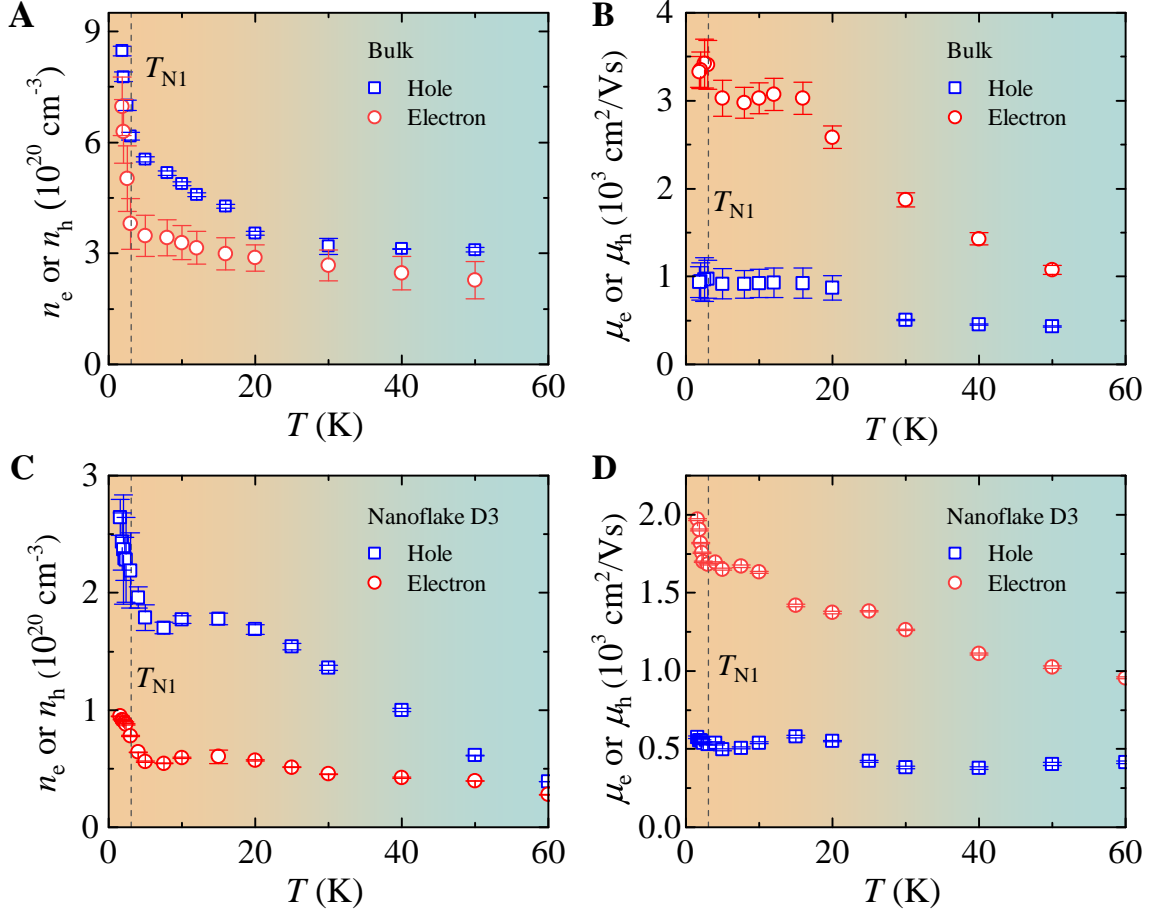 A
9
6
3
0
n_e or n_h (10^20 cm^-3)
T_N1
Bulk
Hole
Electron
0 20 40 60
T (K)
B
4
3
2
1
0
μ_e or μ_h (10^3 cm^2/Vs)
Bulk
Hole
Electron
T_N1
0 20 40 60
T (K)
C
3
2
1
0
n_e or n_h (10^20 cm^-3)
Nanoflake D3
Hole
Electron
T_N1
0 20 40 60
T (K)
D
2.0
1.5
1.0
0.5
0.0
μ_e or μ_h (10^3 cm^2/Vs)
Nanoflake D3
Hole
Electron
T_N1
0 20 40 60
T (K)